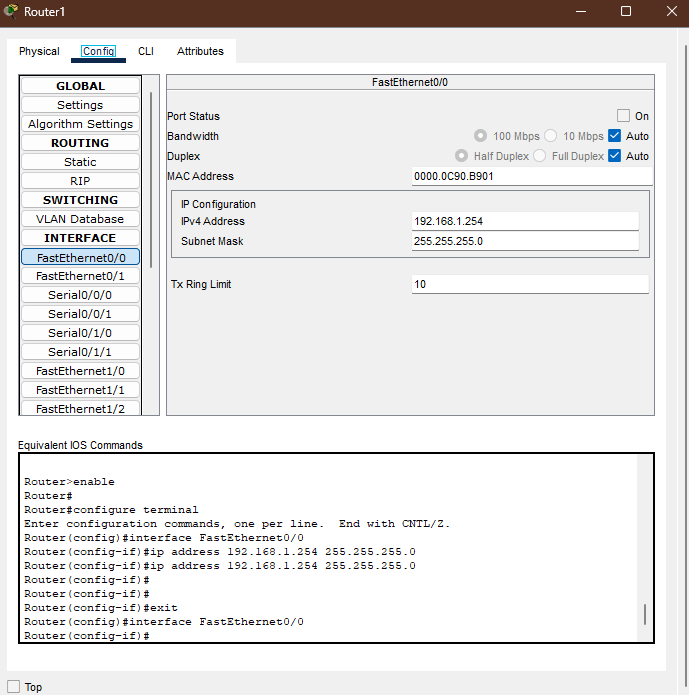 Router1
Physical Config CLI Attributes
GLOBAL
Settings
Algorithm Settings
ROUTING
Static
RIP
SWITCHING
VLAN Database
INTERFACE
FastEthernet0/0
FastEthernet0/1
Serial0/0/0
Serial0/0/1
Serial0/1/0
Serial0/1/1
FastEthernet1/0
FastEthernet1/1
FastEthernet1/2
FastEthernet0/0
Port Status On
Bandwidth 100 Mbps 10 Mbps Auto
Duplex Half Duplex Full Duplex Auto
MAC Address 0000.0C90.B901
IP Configuration
IPv4 Address 192.168.1.254
Subnet Mask 255.255.255.0
Tx Ring Limit 10
Equivalent IOS Commands
Router>enable
Router#
Router#configure terminal
Enter configuration commands, one per line. End with CNTL/Z.
Router(config)#interface FastEthernet0/0
Router(config-if)#ip address 192.168.1.254 255.255.255.0
Router(config-if)#ip address 192.168.1.254 255.255.255.0
Router(config-if)#
Router(config-if)#
Router(config-if)#exit
Router(config)#interface FastEthernet0/0
Router(config-if)#
Top